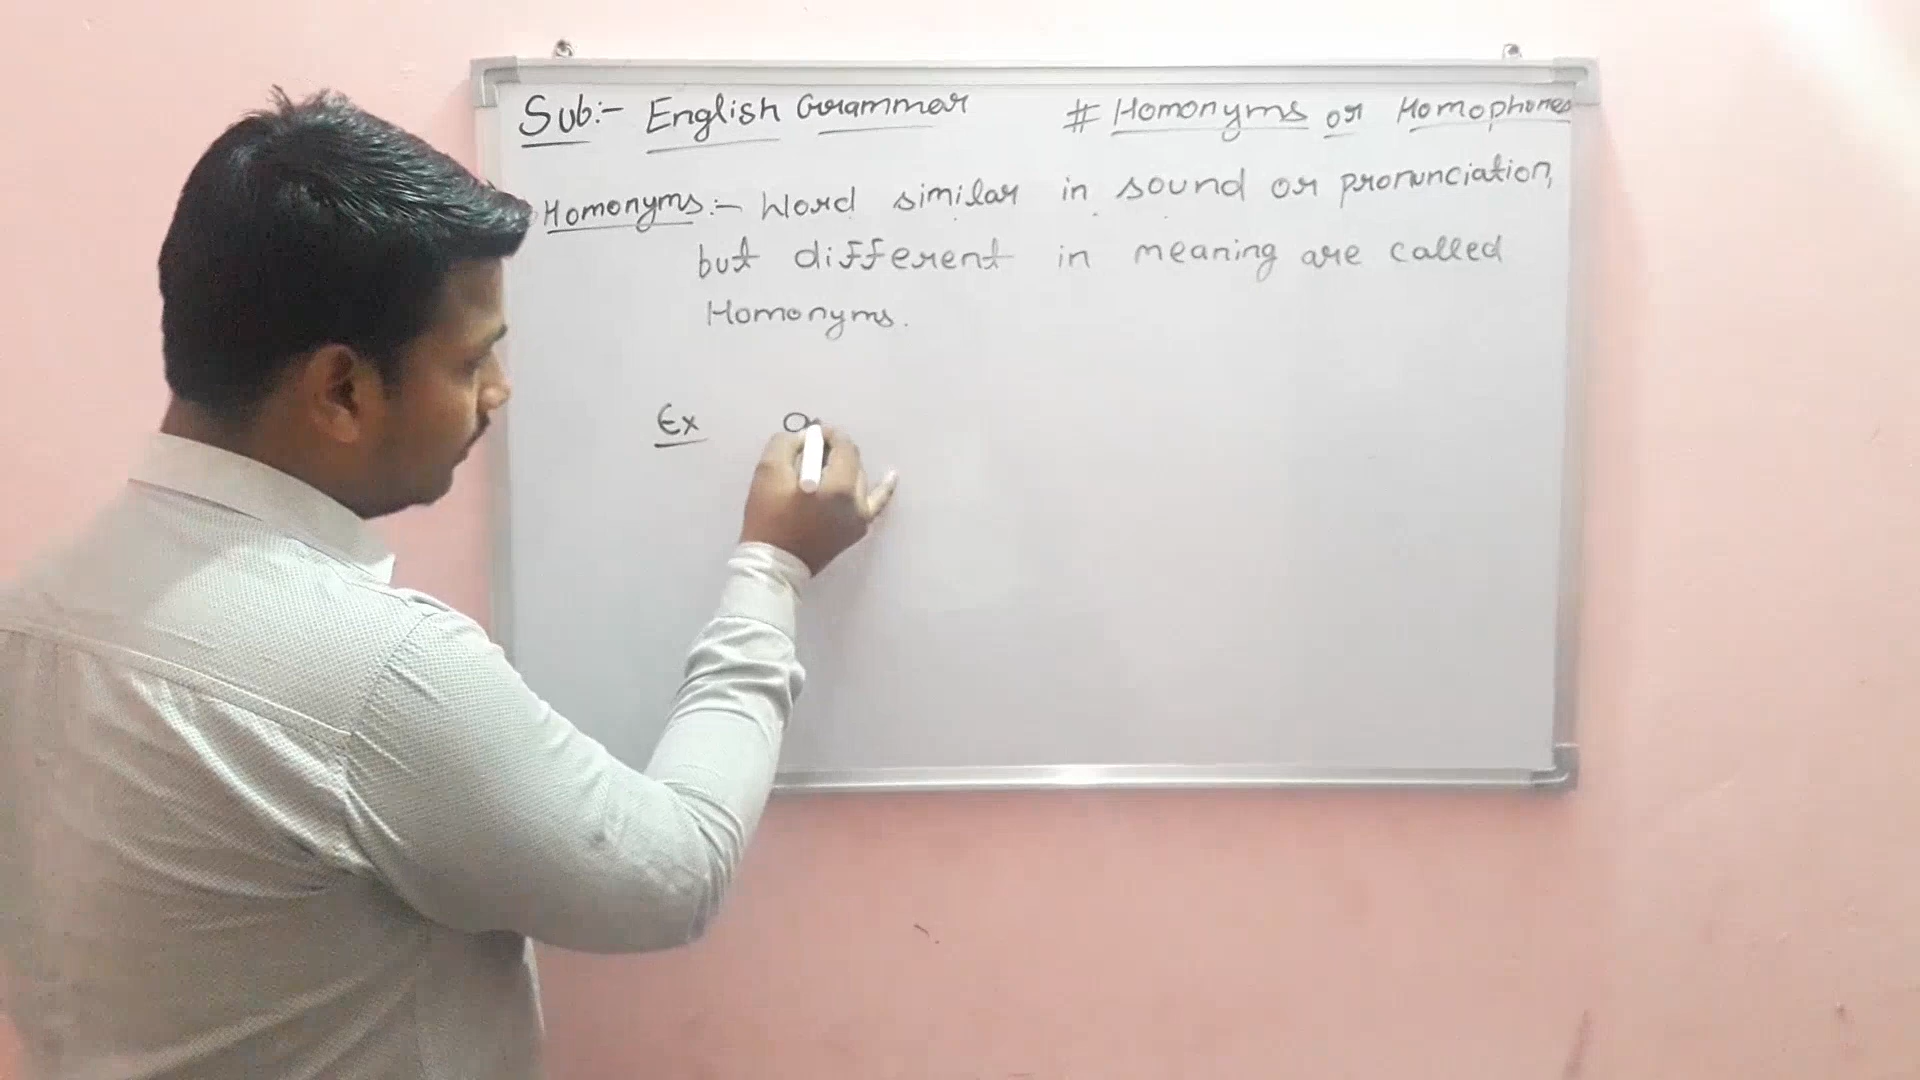 Sub:- English Grammar # Homonyms or Homophones
Homonyms:- Word similar in sound or pronunciation,
but different in meaning are called
Homonyms.
Ex